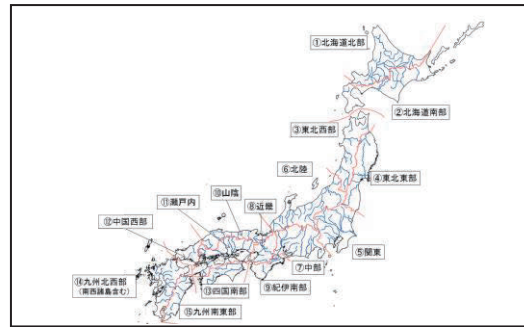 ①北海道北部
②北海道南部
③東北西部
⑥北陸
④東北東部
⑩山陰
⑪瀬戸内
⑧近畿
⑫中国西部
⑤関東
⑦中部
⑭九州北西部
(南西諸島含む)
⑬四国南部
⑨紀伊南部
⑮九州南東部